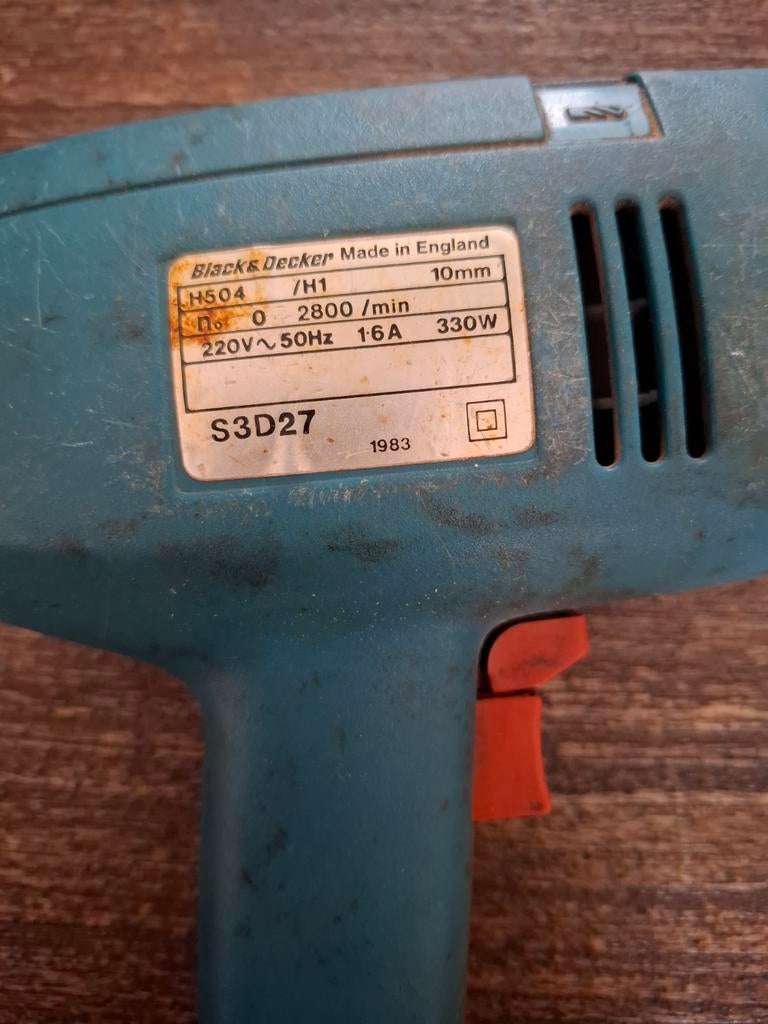 Black & Decker Made in England
H504 /H1 10mm
n₀ 0 2800 /min
220V ~ 50Hz 1·6A 330W
S3D27
1983